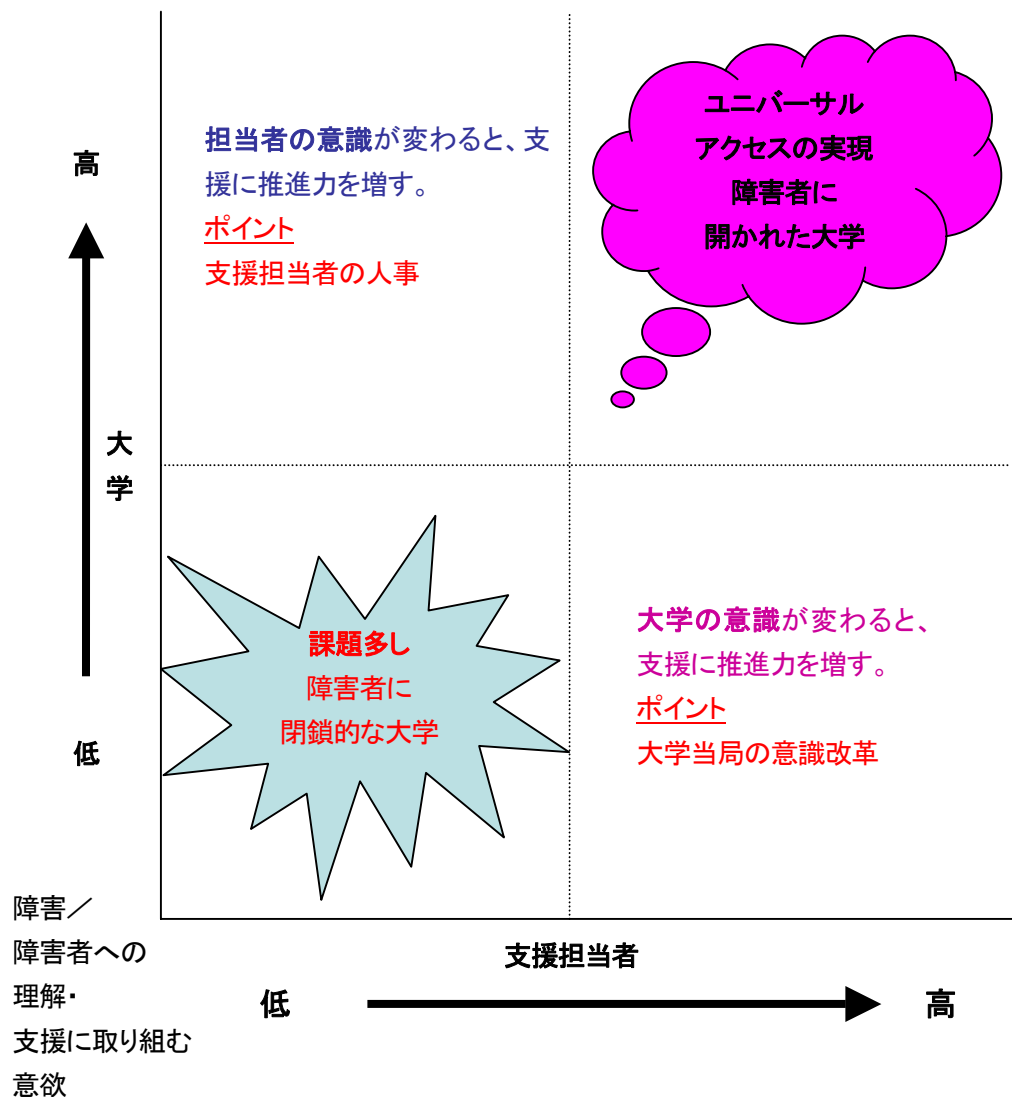 高
大
学
低
担当者の意識が変わると、支
援に推進力を増す。
ポイント
支援担当者の人事
ユニバーサル
アクセスの実現
障害者に
開かれた大学
課題多し
障害者に
閉鎖的な大学
大学の意識が変わると、
支援に推進力を増す。
ポイント
大学当局の意識改革
障害／
障害者への
理解・
支援に取り組む
意欲
支援担当者
低
高